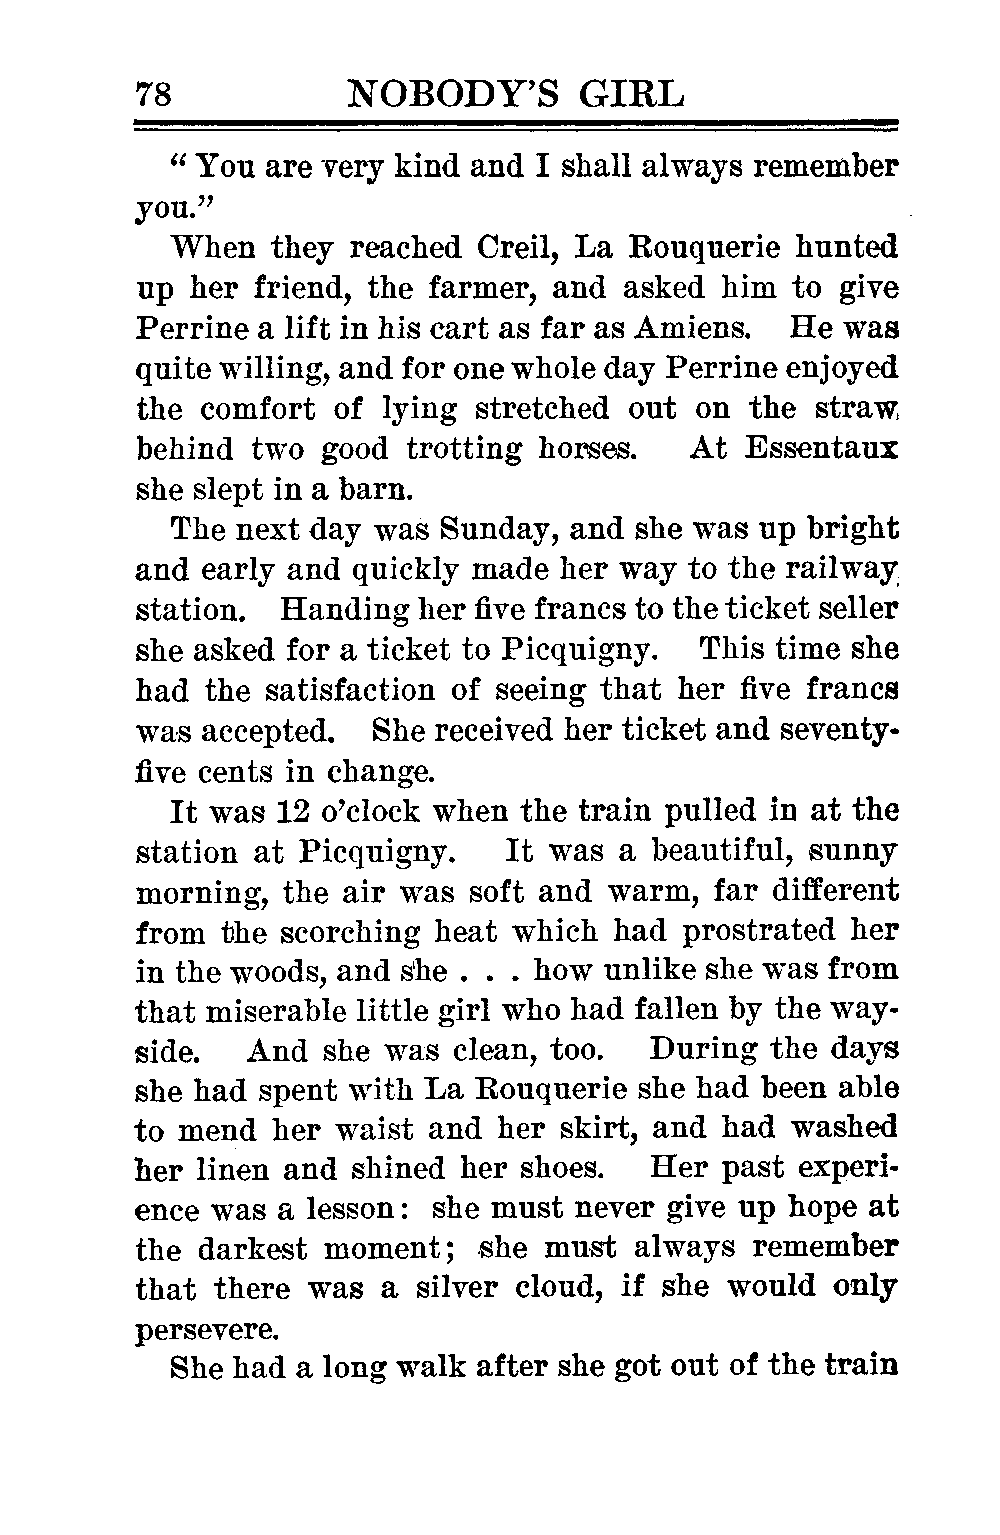 78 NOBODY'S GIRL
“ You are very kind and I shall always remember
you.”
When they reached Creil, La Rouquerie hunted
up her friend, the farmer, and asked him to give
Perrine a lift in his cart as far as Amiens. He was
quite willing, and for one whole day Perrine enjoyed
the comfort of lying stretched out on the straw,
behind two good trotting horses. At Essentaux
she slept in a barn.
The next day was Sunday, and she was up bright
and early and quickly made her way to the railway
station. Handing her five francs to the ticket seller
she asked for a ticket to Picquigny. This time she
had the satisfaction of seeing that her five francs
was accepted. She received her ticket and seventy-
five cents in change.
It was 12 o'clock when the train pulled in at the
station at Picquigny. It was a beautiful, sunny
morning, the air was soft and warm, far different
from the scorching heat which had prostrated her
in the woods, and she . . . how unlike she was from
that miserable little girl who had fallen by the way-
side. And she was clean, too. During the days
she had spent with La Rouquerie she had been able
to mend her waist and her skirt, and had washed
her linen and shined her shoes. Her past experi-
ence was a lesson: she must never give up hope at
the darkest moment; she must always remember
that there was a silver cloud, if she would only
persevere.
She had a long walk after she got out of the train